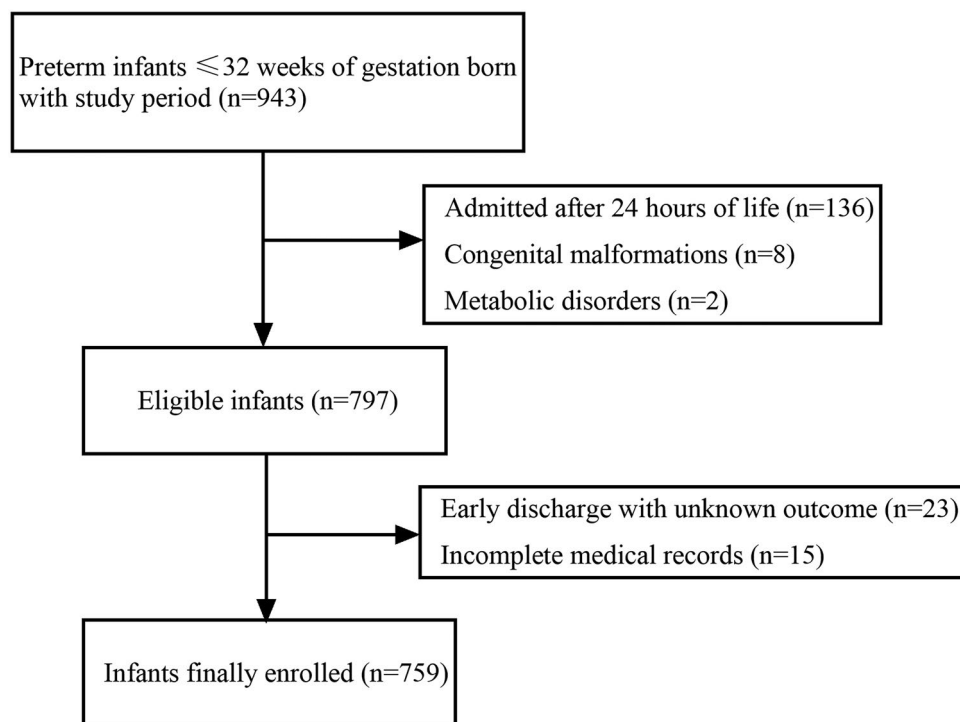 Preterm infants ≤32 weeks of gestation born
with study period (n=943)
Admitted after 24 hours of life (n=136)
Congenital malformations (n=8)
Metabolic disorders (n=2)
Eligible infants (n=797)
Early discharge with unknown outcome (n=23)
Incomplete medical records (n=15)
Infants finally enrolled (n=759)